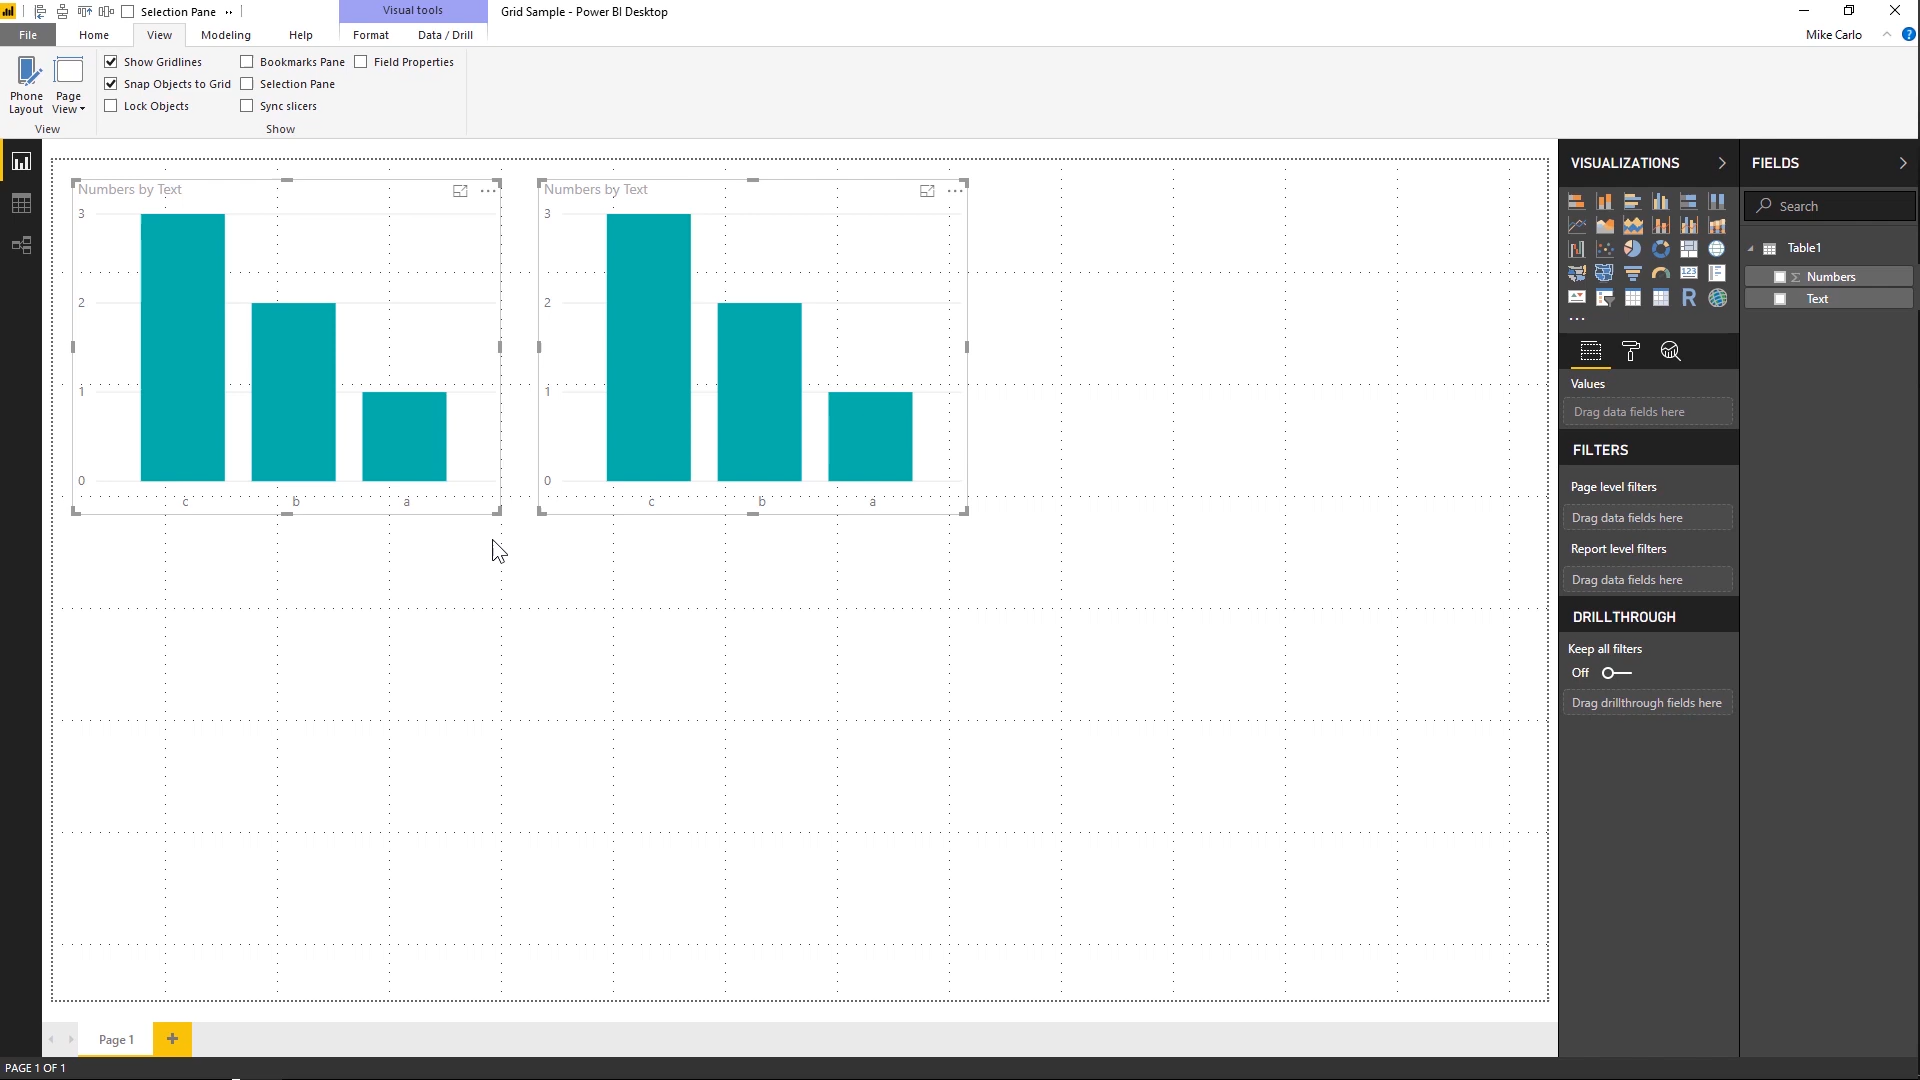 Selection Pane
Visual tools
Grid Sample - Power BI Desktop
File
Home
View
Modeling
Help
Format
Data / Drill
Mike Carlo
?
Phone
Layout
Page
View
Show Gridlines
Snap Objects to Grid
Lock Objects
Bookmarks Pane
Selection Pane
Sync slicers
Field Properties
View
Show
Numbers by Text
3
2
1
0
c
b
a
Numbers by Text
3
2
1
0
c
b
a
VISUALIZATIONS
123
R
Values
Drag data fields here
FILTERS
Page level filters
Drag data fields here
Report level filters
Drag data fields here
DRILLTHROUGH
Keep all filters
Off
Drag drillthrough fields here
FIELDS
Search
Table1
Σ Numbers
Text
Page 1
+
PAGE 1 OF 1